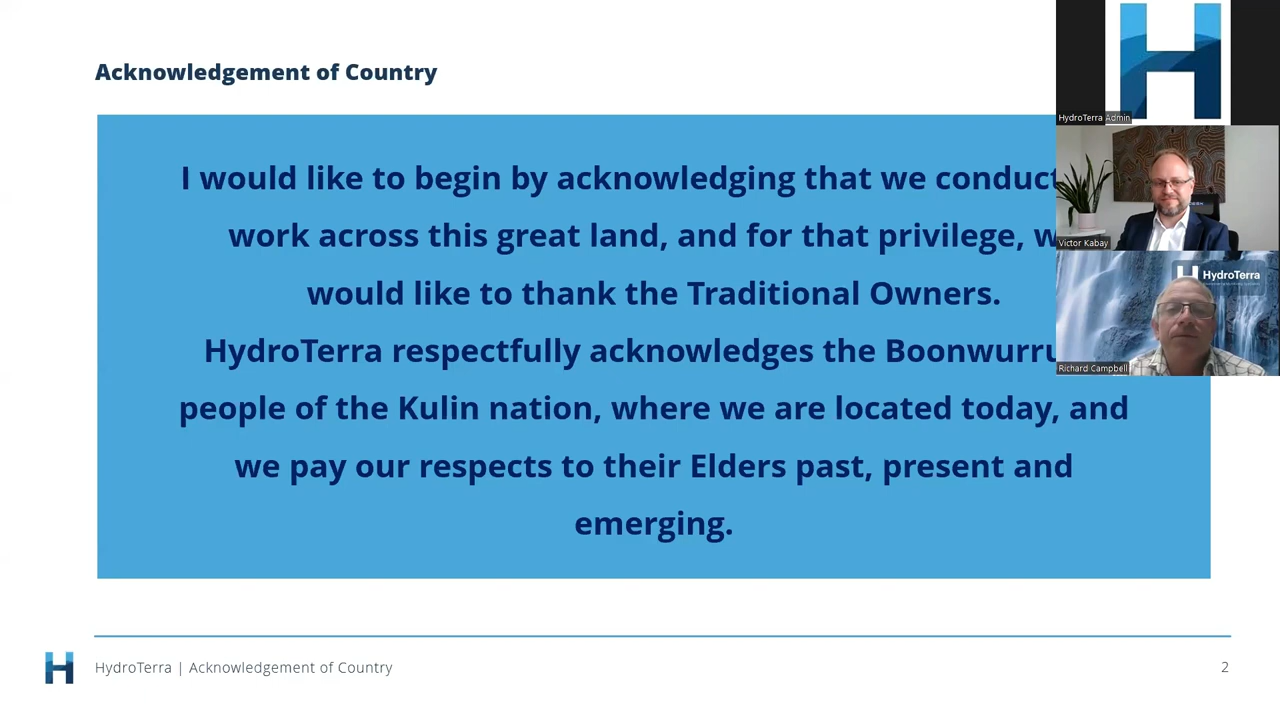 Acknowledgement of Country
I would like to begin by acknowledging that we conduct
work across this great land, and for that privilege,
would like to thank the Traditional Owners.
HydroTerra respectfully acknowledges the
people of the Kulin nation, where we are located today, and
we pay our respects to their Elders past, present and
emerging.
HydroTerra | Acknowledgement of Country
2
HydroTerra Admin
Victor Kabay
HydroTerra
Richard Campbell